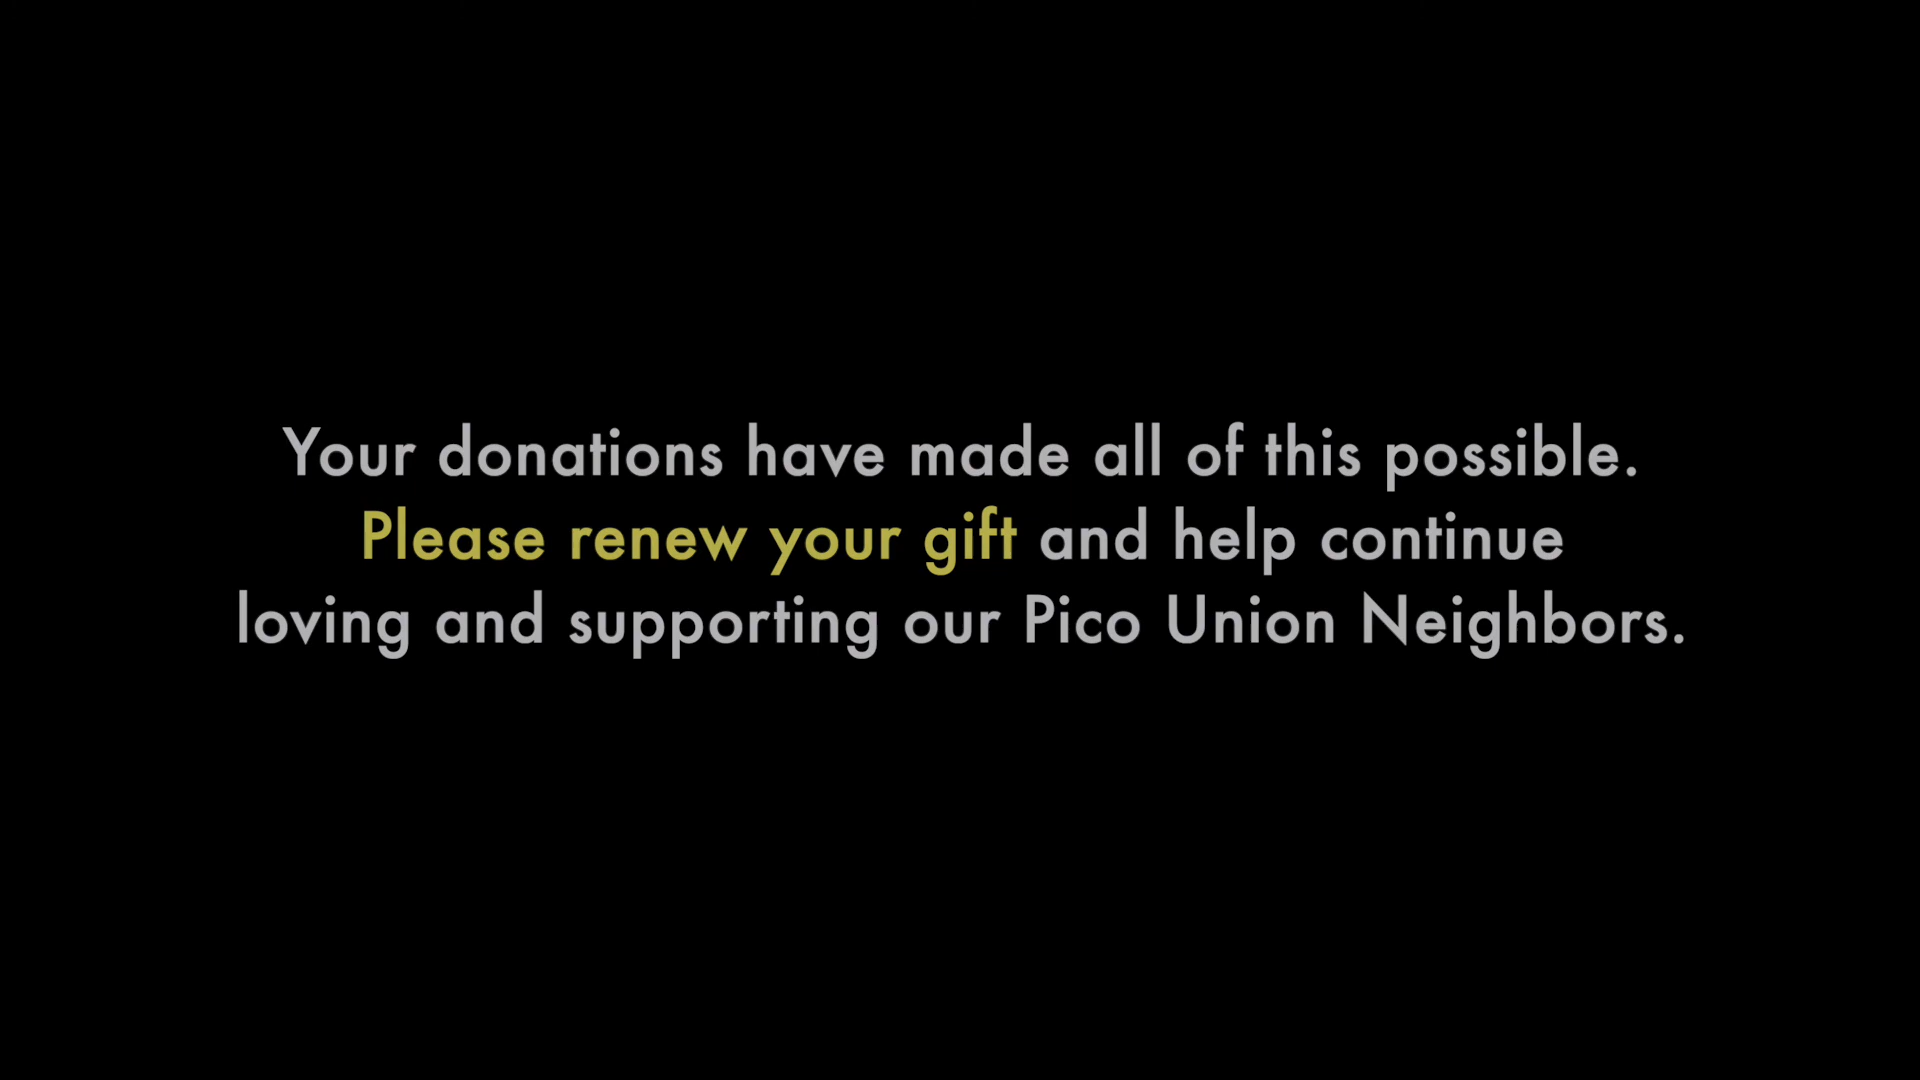 Your donations have made all of this possible.
Please renew your gift and help continue
loving and supporting our Pico Union Neighbors.